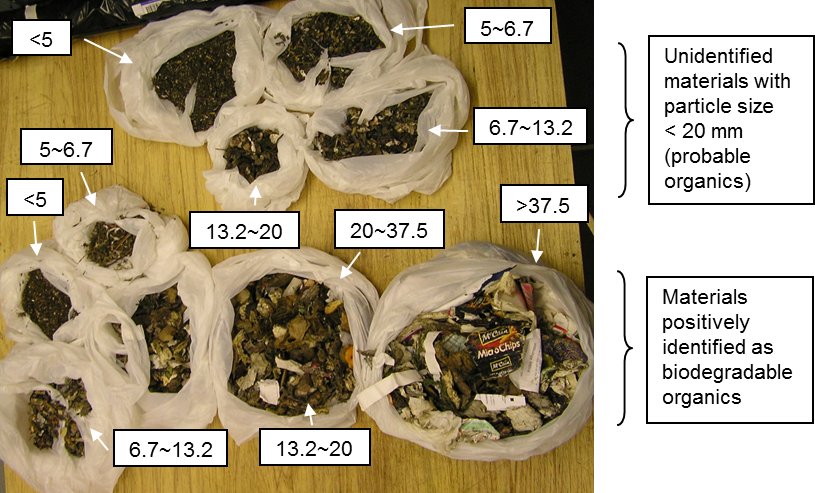 <5
5~6.7
6.7~13.2
13.2~20
Unidentified
materials with
particle size
< 20 mm
(probable
organics)
5~6.7
<5
20~37.5
>37.5
6.7~13.2
13.2~20
Materials
positively
identified as
biodegradable
organics
McCain
MicroChips
McCain